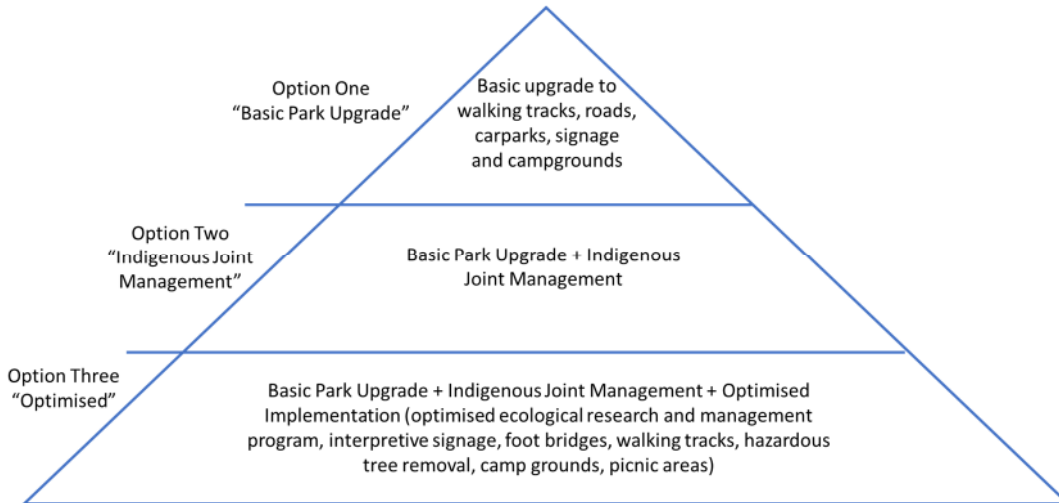 Option One
“Basic Park Upgrade”
Basic upgrade to
walking tracks, roads,
carparks, signage
and campgrounds
Option Two
“Indigenous Joint
Management”
Basic Park Upgrade + Indigenous
Joint Management
Option Three
“Optimised”
Basic Park Upgrade + Indigenous Joint Management + Optimised
Implementation (optimised ecological research and management
program, interpretive signage, foot bridges, walking tracks, hazardous
tree removal, camp grounds, picnic areas)